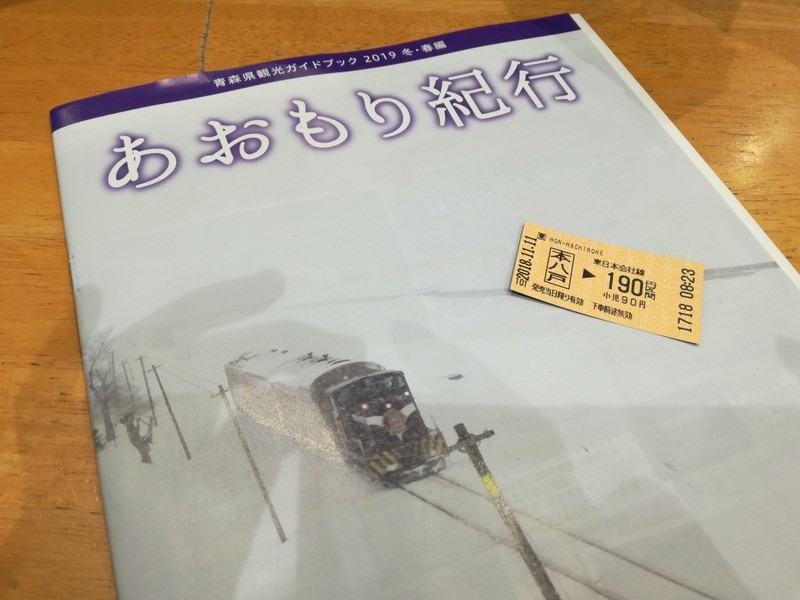 青森県観光ガイドブック 2019 冬・春編
あおもり紀行
HON-HACHINOHE
2018.11.11
本八戸
東日本会社線
▶ 190円区間
小児90円
発売当日限り有効 下車前途無効
1718 08-23